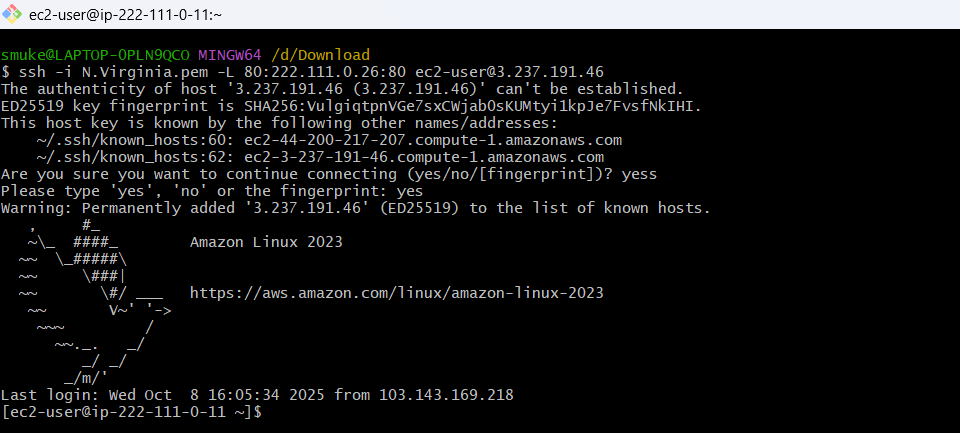 ec2-user@ip-222-111-0-11:~
smuke@LAPTOP-0PLN9QCO MINGW64 /d/Download
$ ssh -i N.Virginia.pem -L 80:222.111.0.26:80 ec2-user@3.237.191.46
The authenticity of host '3.237.191.46 (3.237.191.46)' can't be established.
ED25519 key fingerprint is SHA256:VulgiqtpnVGe7sxCWjab0sKUMtyi1kpJe7FvsfNkIHI.
This host key is known by the following other names/addresses:
    ~/.ssh/known_hosts:60: ec2-44-200-217-207.compute-1.amazonaws.com
    ~/.ssh/known_hosts:62: ec2-3-237-191-46.compute-1.amazonaws.com
Are you sure you want to continue connecting (yes/no/[fingerprint])? yess
Please type 'yes', 'no' or the fingerprint: yes
Warning: Permanently added '3.237.191.46' (ED25519) to the list of known hosts.
   ,     #_
   ~\_  ####_        Amazon Linux 2023
  ~~  \_#####\
  ~~     \###|
  ~~       \#/ ___   https://aws.amazon.com/linux/amazon-linux-2023
   ~~       V~' '->
    ~~~         /
      ~~._.   _/
         _/ _/
       _/m/'
Last login: Wed Oct  8 16:05:34 2025 from 103.143.169.218
[ec2-user@ip-222-111-0-11 ~]$